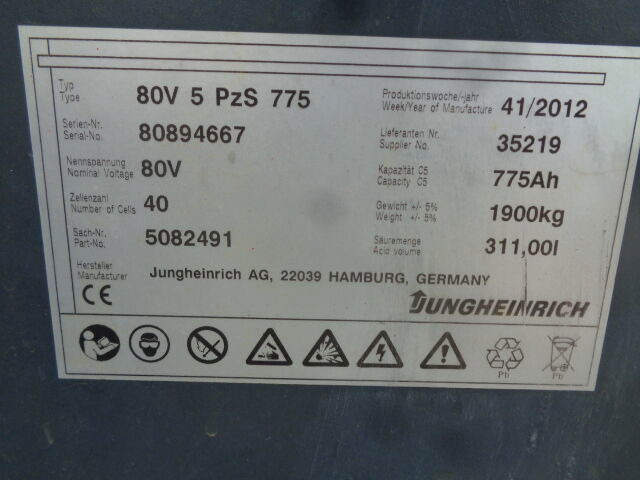 Typ
Type 80V 5 PzS 775
Produktionswoche/-jahr
Week/Year of Manufacture 41/2012
Serien-Nr.
Serial-No. 80894667
Lieferanten Nr.
Supplier No. 35219
Nennspannung
Nominal Voltage 80V
Kapazität C5
Capacity C5 775Ah
Zellenzahl
Number of Cells 40
Gewicht +/- 5%
Weight +/- 5% 1900kg
Sach-Nr.
Part-No. 5082491
Säuremenge
Acid volume 311,00l
Hersteller
Manufacturer Jungheinrich AG, 22039 HAMBURG, GERMANY
CE
JUNGHEINRICH
Pb
Pb